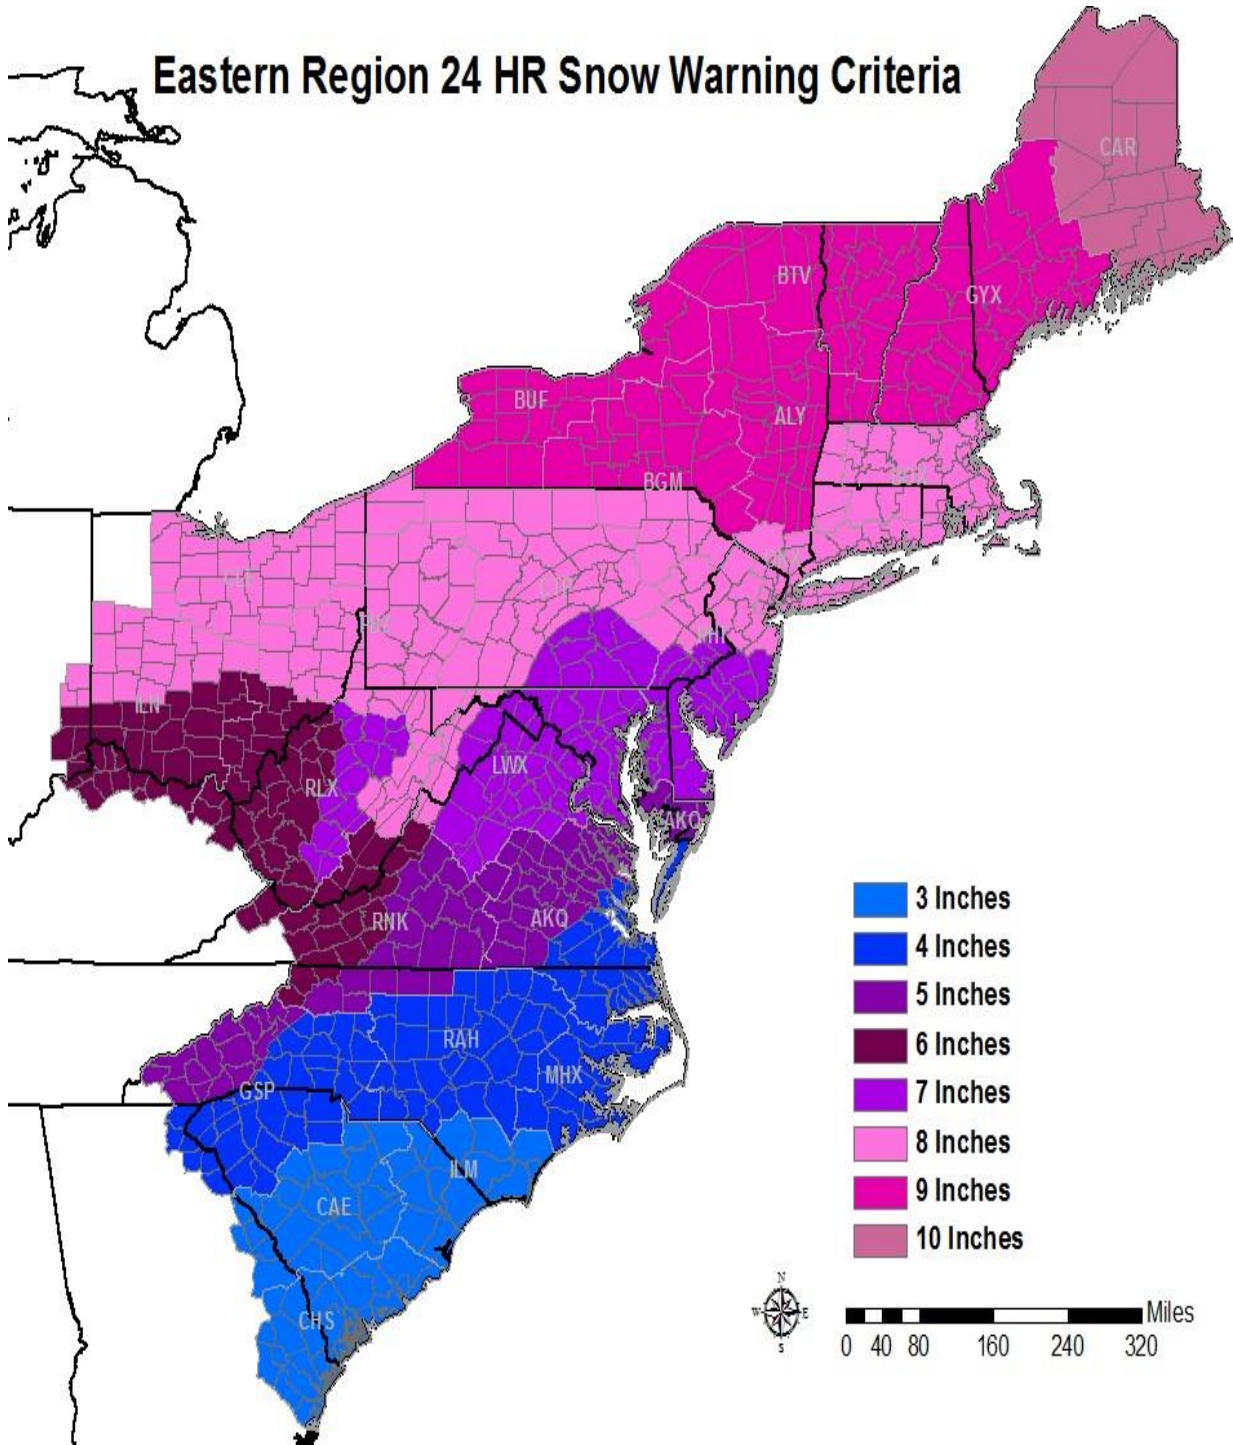 Eastern Region 24 HR Snow Warning Criteria
CAR
BTV
GYX
BUF
ALY
BGM
ILN
LWX
RLX
AKQ
RNK
AKQ
RAH
MHX
GSP
ILM
CAE
CHS
3 Inches
4 Inches
5 Inches
6 Inches
7 Inches
8 Inches
9 Inches
10 Inches
N
W E
S
Miles
0 40 80 160 240 320